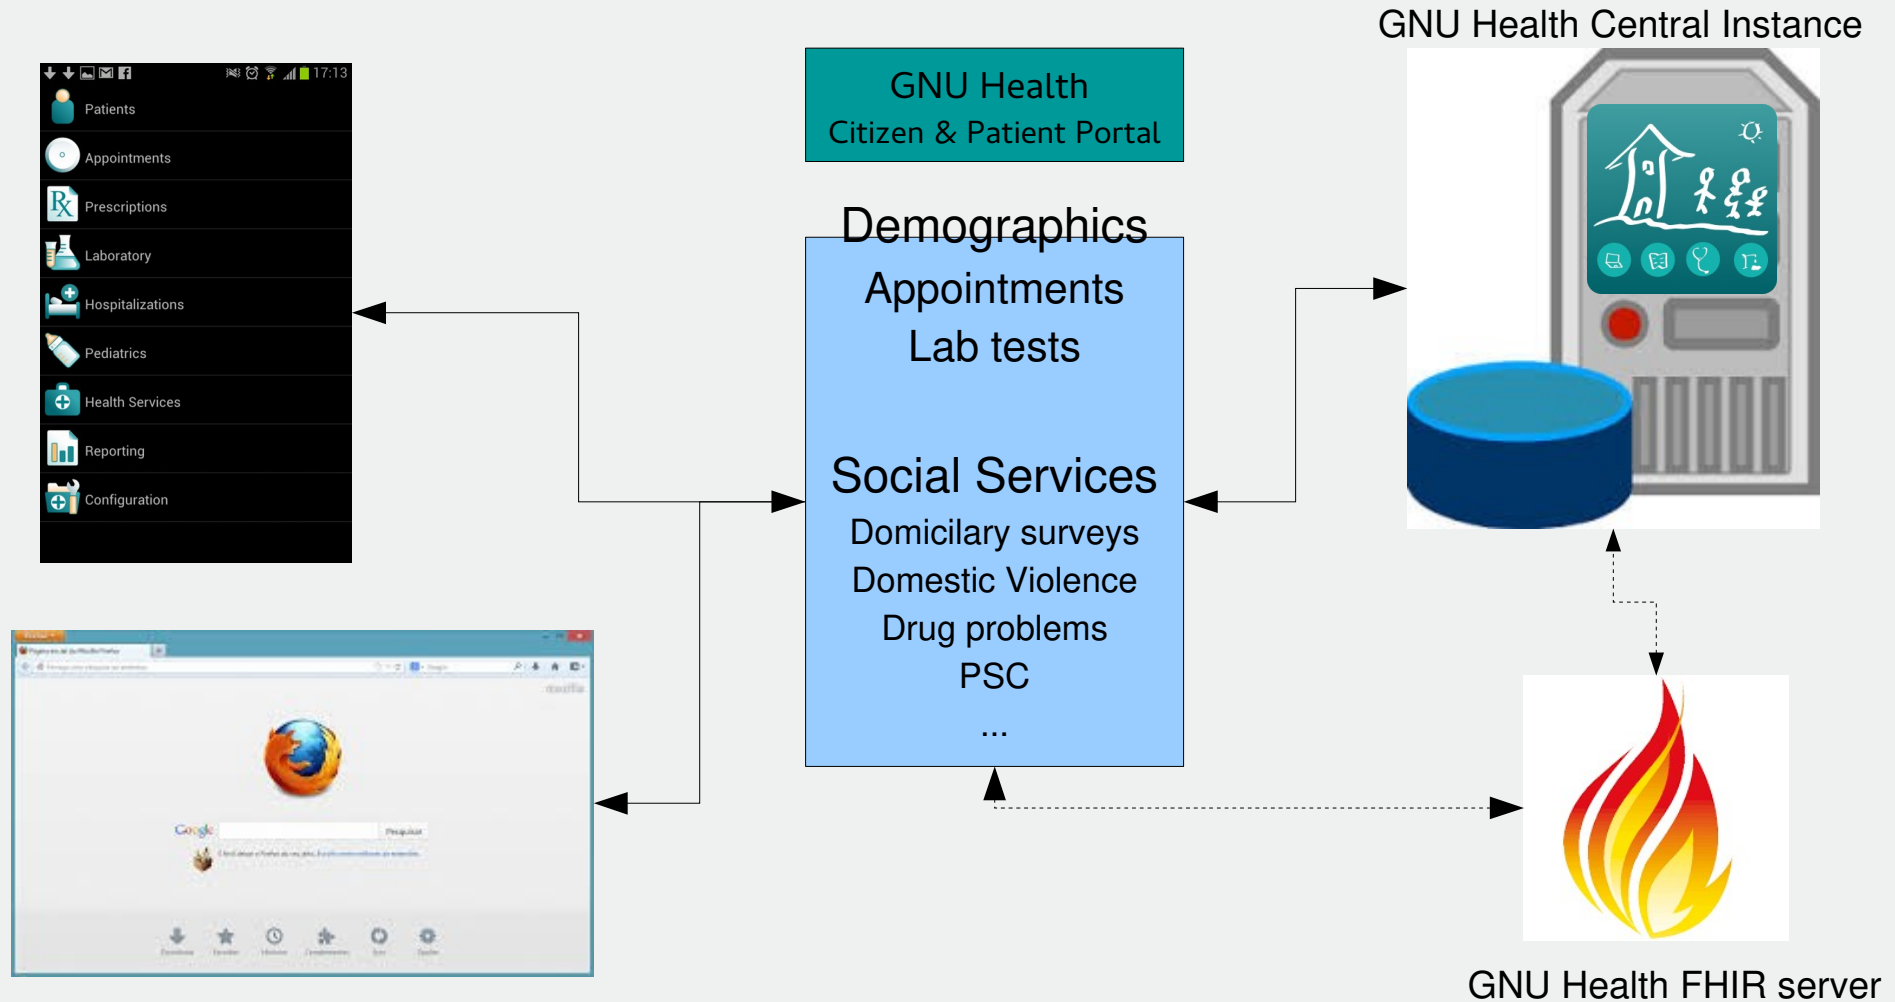 GNU Health Central Instance
17:13
Patients
Appointments
Prescriptions
Laboratory
Hospitalizations
Pediatrics
Health Services
Reporting
Configuration
GNU Health
Citizen & Patient Portal
Demographics
Appointments
Lab tests
Social Services
Domicilary surveys
Domestic Violence
Drug problems
PSC
...
mozilla
Google
Pesquisar
GNU Health FHIR server